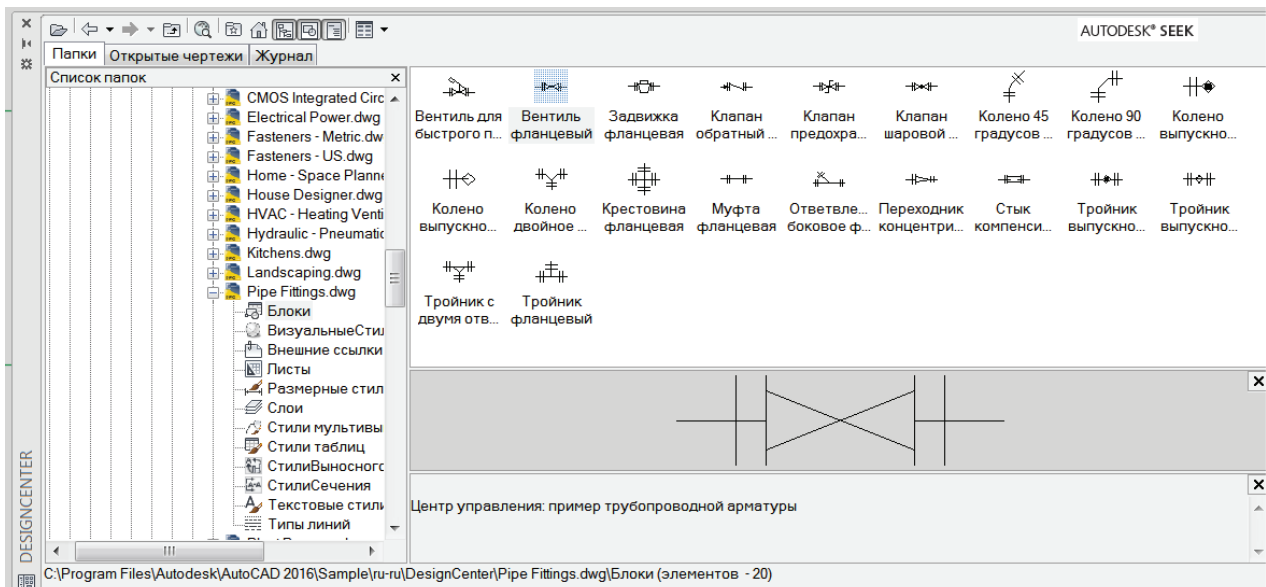 AUTODESK® SEEK
Папки Открытые чертежи Журнал
Список папок
CMOS Integrated Circ
Electrical Power.dwg
Fasteners - Metric.dw
Fasteners - US.dwg
Home - Space Planne
House Designer.dwg
HVAC - Heating Venti
Hydraulic - Pneumatic
Kitchens.dwg
Landscaping.dwg
Pipe Fittings.dwg
Блоки
ВизуальныеСти
Внешние ссылки
Листы
Размерные стил
Слои
Стили мультивы
Стили таблиц
СтилиВыносного
СтилиСечения
Текстовые стил
Типы линий
Вентиль для быстрого п...
Вентиль фланцевый
Задвижка фланцевая
Клапан обратный ...
Клапан предохра...
Клапан шаровой ...
Колено 45 градусов ...
Колено 90 градусов ...
Колено выпускно...
Колено выпускно...
Колено двойное ...
Крестовина фланцевая
Муфта фланцевая
Ответвле... боковое ф...
Переходник концентри...
Стык компенси...
Тройник выпускно...
Тройник выпускно...
Тройник с двумя отв...
Тройник фланцевый
Центр управления: пример трубопроводной арматуры
DESIGNCENTER
C:\Program Files\Autodesk\AutoCAD 2016\Sample\ru-ru\DesignCenter\Pipe Fittings.dwg\Блоки (элементов - 20)